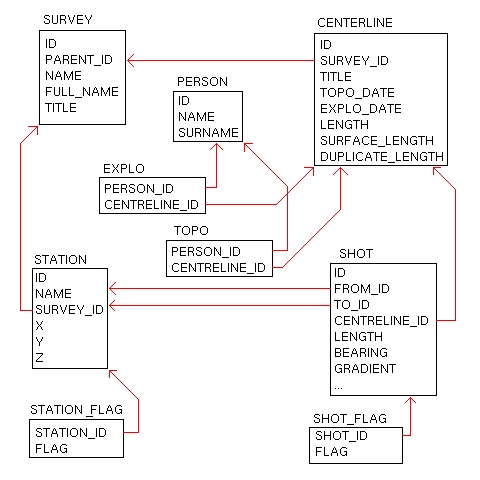 SURVEY
ID
PARENT_ID
NAME
FULL_NAME
TITLE
CENTERLINE
ID
SURVEY_ID
TITLE
TOPO_DATE
EXPLO_DATE
LENGTH
SURFACE_LENGTH
DUPLICATE_LENGTH
PERSON
ID
NAME
SURNAME
EXPLO
PERSON_ID
CENTRELINE_ID
TOPO
PERSON_ID
CENTRELINE_ID
STATION
ID
NAME
SURVEY_ID
X
Y
Z
SHOT
ID
FROM_ID
TO_ID
CENTRELINE_ID
LENGTH
BEARING
GRADIENT
...
STATION_FLAG
STATION_ID
FLAG
SHOT_FLAG
SHOT_ID
FLAG